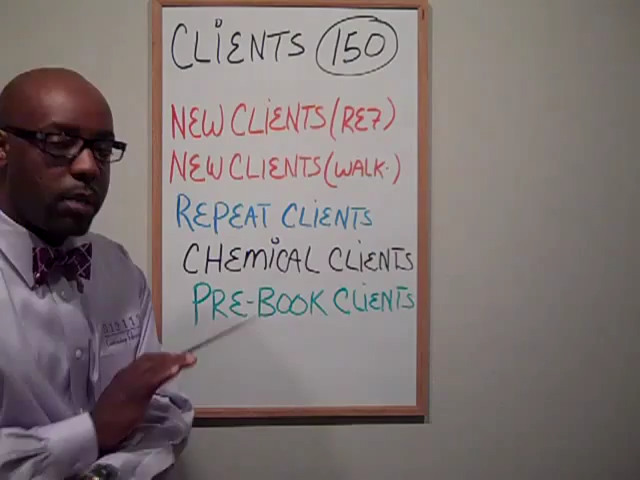 CLiENTS 150
NEW CLiENTS (REF)
NEW CLiENTS (WALK.)
REPEAT CLiENTS
CHEMiCAL CLiENTS
PRE-BOOK CLiENTS